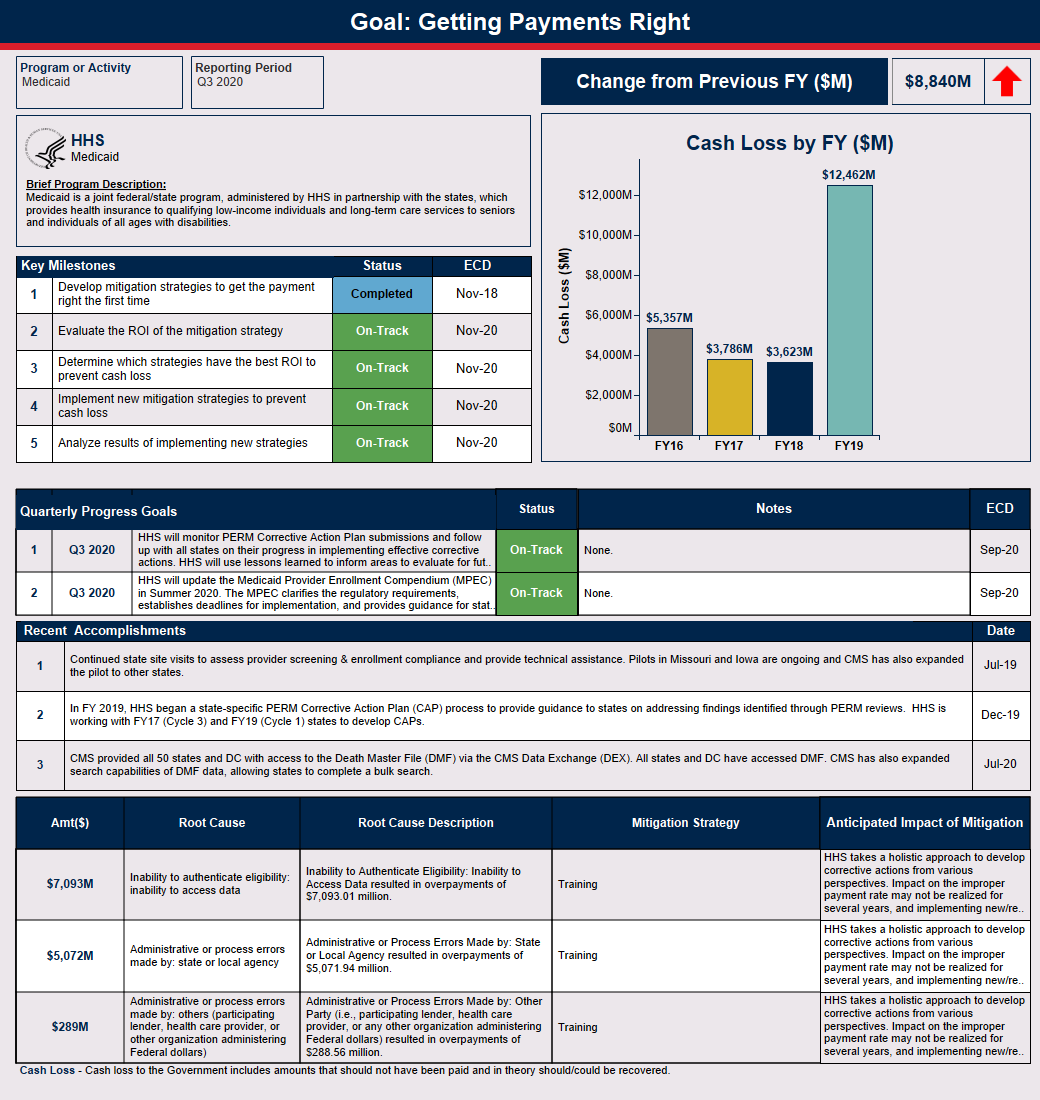 Goal: Getting Payments Right
Program or Activity
Medicaid
Reporting Period
Q3 2020
Change from Previous FY ($M)
$8,840M
HHS
Medicaid
Brief Program Description:
Medicaid is a joint federal/state program, administered by HHS in partnership with the states, which
provides health insurance to qualifying low-income individuals and long-term care services to seniors
and individuals of all ages with disabilities.
Cash Loss by FY ($M)
Cash Loss ($M)
$12,000M
$10,000M
$8,000M
$6,000M
$4,000M
$2,000M
$0M
$5,357M
$3,786M
$3,623M
$12,462M
FY16
FY17
FY18
FY19
Key Milestones
Status
ECD
1
Develop mitigation strategies to get the payment
right the first time
Completed
Nov-18
2
Evaluate the ROI of the mitigation strategy
On-Track
Nov-20
3
Determine which strategies have the best ROI to
prevent cash loss
On-Track
Nov-20
4
Implement new mitigation strategies to prevent
cash loss
On-Track
Nov-20
5
Analyze results of implementing new strategies
On-Track
Nov-20
Quarterly Progress Goals
Status
Notes
ECD
1
Q3 2020
HHS will monitor PERM Corrective Action Plan submissions and follow
up with all states on their progress in implementing effective corrective
actions. HHS will use lessons learned to inform areas to evaluate for fut..
On-Track
None.
Sep-20
2
Q3 2020
HHS will update the Medicaid Provider Enrollment Compendium (MPEC)
in Summer 2020. The MPEC clarifies the regulatory requirements,
establishes deadlines for implementation, and provides guidance for stat..
On-Track
None.
Sep-20
Recent Accomplishments
Date
1
Continued state site visits to assess provider screening & enrollment compliance and provide technical assistance. Pilots in Missouri and Iowa are ongoing and CMS has also expanded
the pilot to other states.
Jul-19
2
In FY 2019, HHS began a state-specific PERM Corrective Action Plan (CAP) process to provide guidance to states on addressing findings identified through PERM reviews. HHS is
working with FY17 (Cycle 3) and FY19 (Cycle 1) states to develop CAPs.
Dec-19
3
CMS provided all 50 states and DC with access to the Death Master File (DMF) via the CMS Data Exchange (DEX). All states and DC have accessed DMF. CMS has also expanded
search capabilities of DMF data, allowing states to complete a bulk search.
Jul-20
Amt($)
Root Cause
Root Cause Description
Mitigation Strategy
Anticipated Impact of Mitigation
$7,093M
Inability to authenticate eligibility:
inability to access data
Inability to Authenticate Eligibility: Inability to
Access Data resulted in overpayments of
$7,093.01 million.
Training
HHS takes a holistic approach to develop
corrective actions from various
perspectives. Impact on the improper
payment rate may not be realized for
several years, and implementing new/re..
$5,072M
Administrative or process errors
made by: state or local agency
Administrative or Process Errors Made by: State
or Local Agency resulted in overpayments of
$5,071.94 million.
Training
HHS takes a holistic approach to develop
corrective actions from various
perspectives. Impact on the improper
payment rate may not be realized for
several years, and implementing new/re..
$289M
Administrative or process errors
made by: others (participating
lender, health care provider, or
other organization administering
Federal dollars)
Administrative or Process Errors Made by: Other
Party (i.e., participating lender, health care
provider, or any other organization administering
Federal dollars) resulted in overpayments of
$288.56 million.
Training
HHS takes a holistic approach to develop
corrective actions from various
perspectives. Impact on the improper
payment rate may not be realized for
several years, and implementing new/re..
Cash Loss - Cash loss to the Government includes amounts that should not have been paid and in theory should/could be recovered.